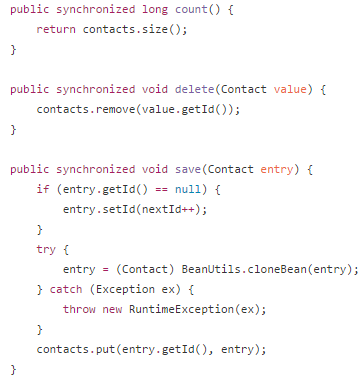 public synchronized long count() {
    return contacts.size();
}

public synchronized void delete(Contact value) {
    contacts.remove(value.getId());
}

public synchronized void save(Contact entry) {
    if (entry.getId() == null) {
        entry.setId(nextId++);
    }
    try {
        entry = (Contact) BeanUtils.cloneBean(entry);
    } catch (Exception ex) {
        throw new RuntimeException(ex);
    }
    contacts.put(entry.getId(), entry);
}